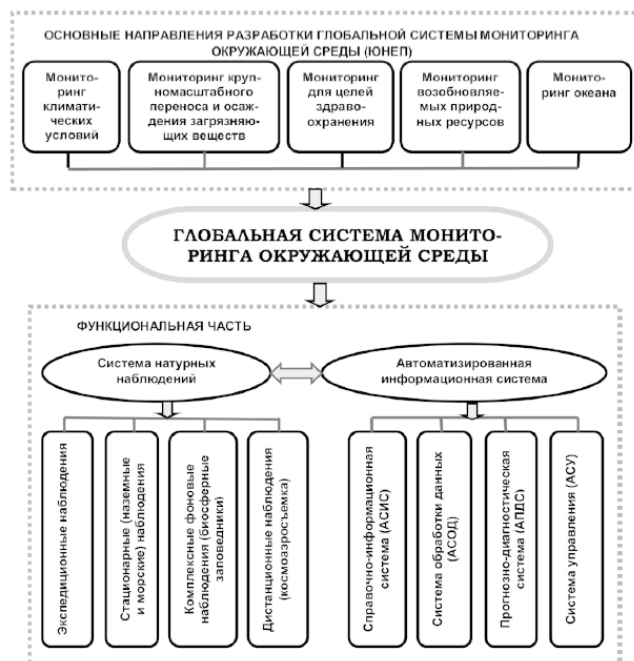 ОСНОВНЫЕ НАПРАВЛЕНИЯ РАЗРАБОТКИ ГЛОБАЛЬНОЙ СИСТЕМЫ МОНИТОРИНГА
ОКРУЖАЮЩЕЙ СРЕДЫ (ЮНЕП)
Монито-
ринг
климати-
ческих
условий
Мониторинг круп-
номасштабного
переноса и осаж-
дения загрязняю-
щих веществ
Мониторинг
для целей
здраво-
охранения
Мониторинг
возобновляе-
мых природ-
ных ресурсов
Монито-
ринг океана
ГЛОБАЛЬНАЯ СИСТЕМА МОНИТО-
РИНГА ОКРУЖАЮЩЕЙ СРЕДЫ
ФУНКЦИОНАЛЬНАЯ ЧАСТЬ
Система натурных
наблюдений
Автоматизированная
информационная система
Экспедиционные наблюдения
Стационарные (наземные
и морские) наблюдения
Комплексные фоновые
наблюдения (биосферные
заповедники)
Дистанционные наблюдения
(космоаэросъемка)
Справочно-информационная
система (АСИС)
Система обработки данных
(АСОД)
Прогнозно-диагностическая
система (АПДС)
Система управления (АСУ)